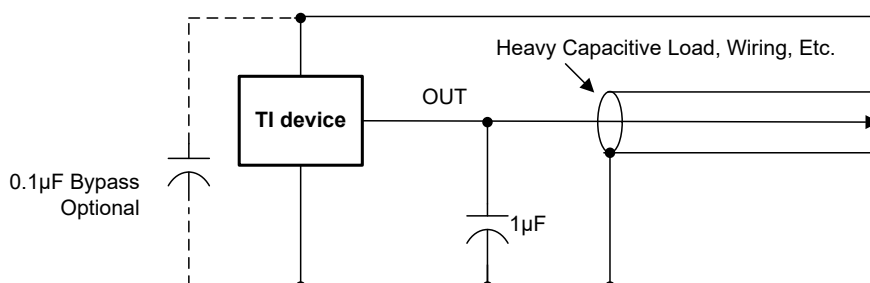 Heavy Capacitive Load, Wiring, Etc.
OUT
TI device
0.1µF Bypass
Optional
1µF